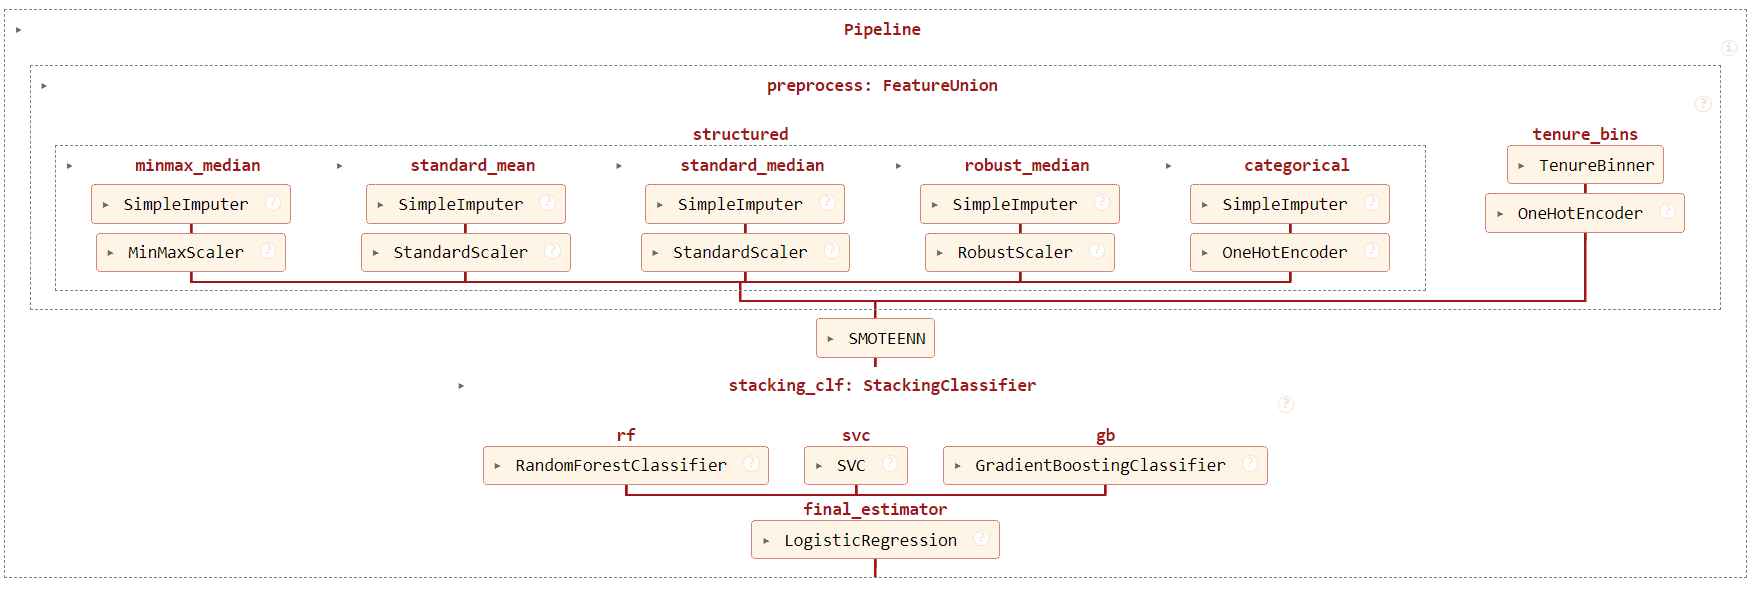 Pipeline
i
preprocess: FeatureUnion
?
structured
tenure_bins
minmax_median
standard_mean
standard_median
robust_median
categorical
TenureBinner
SimpleImputer ?
SimpleImputer ?
SimpleImputer ?
SimpleImputer ?
SimpleImputer ?
OneHotEncoder ?
MinMaxScaler ?
StandardScaler ?
StandardScaler ?
RobustScaler ?
OneHotEncoder ?
SMOTEENN
stacking_clf: StackingClassifier
?
rf
svc
gb
RandomForestClassifier ?
SVC ?
GradientBoostingClassifier ?
final_estimator
LogisticRegression ?